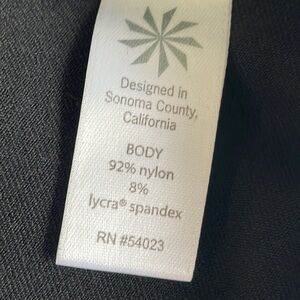 Designed in
Sonoma County,
California
BODY
92% nylon
8%
lycra® spandex
RN #54023